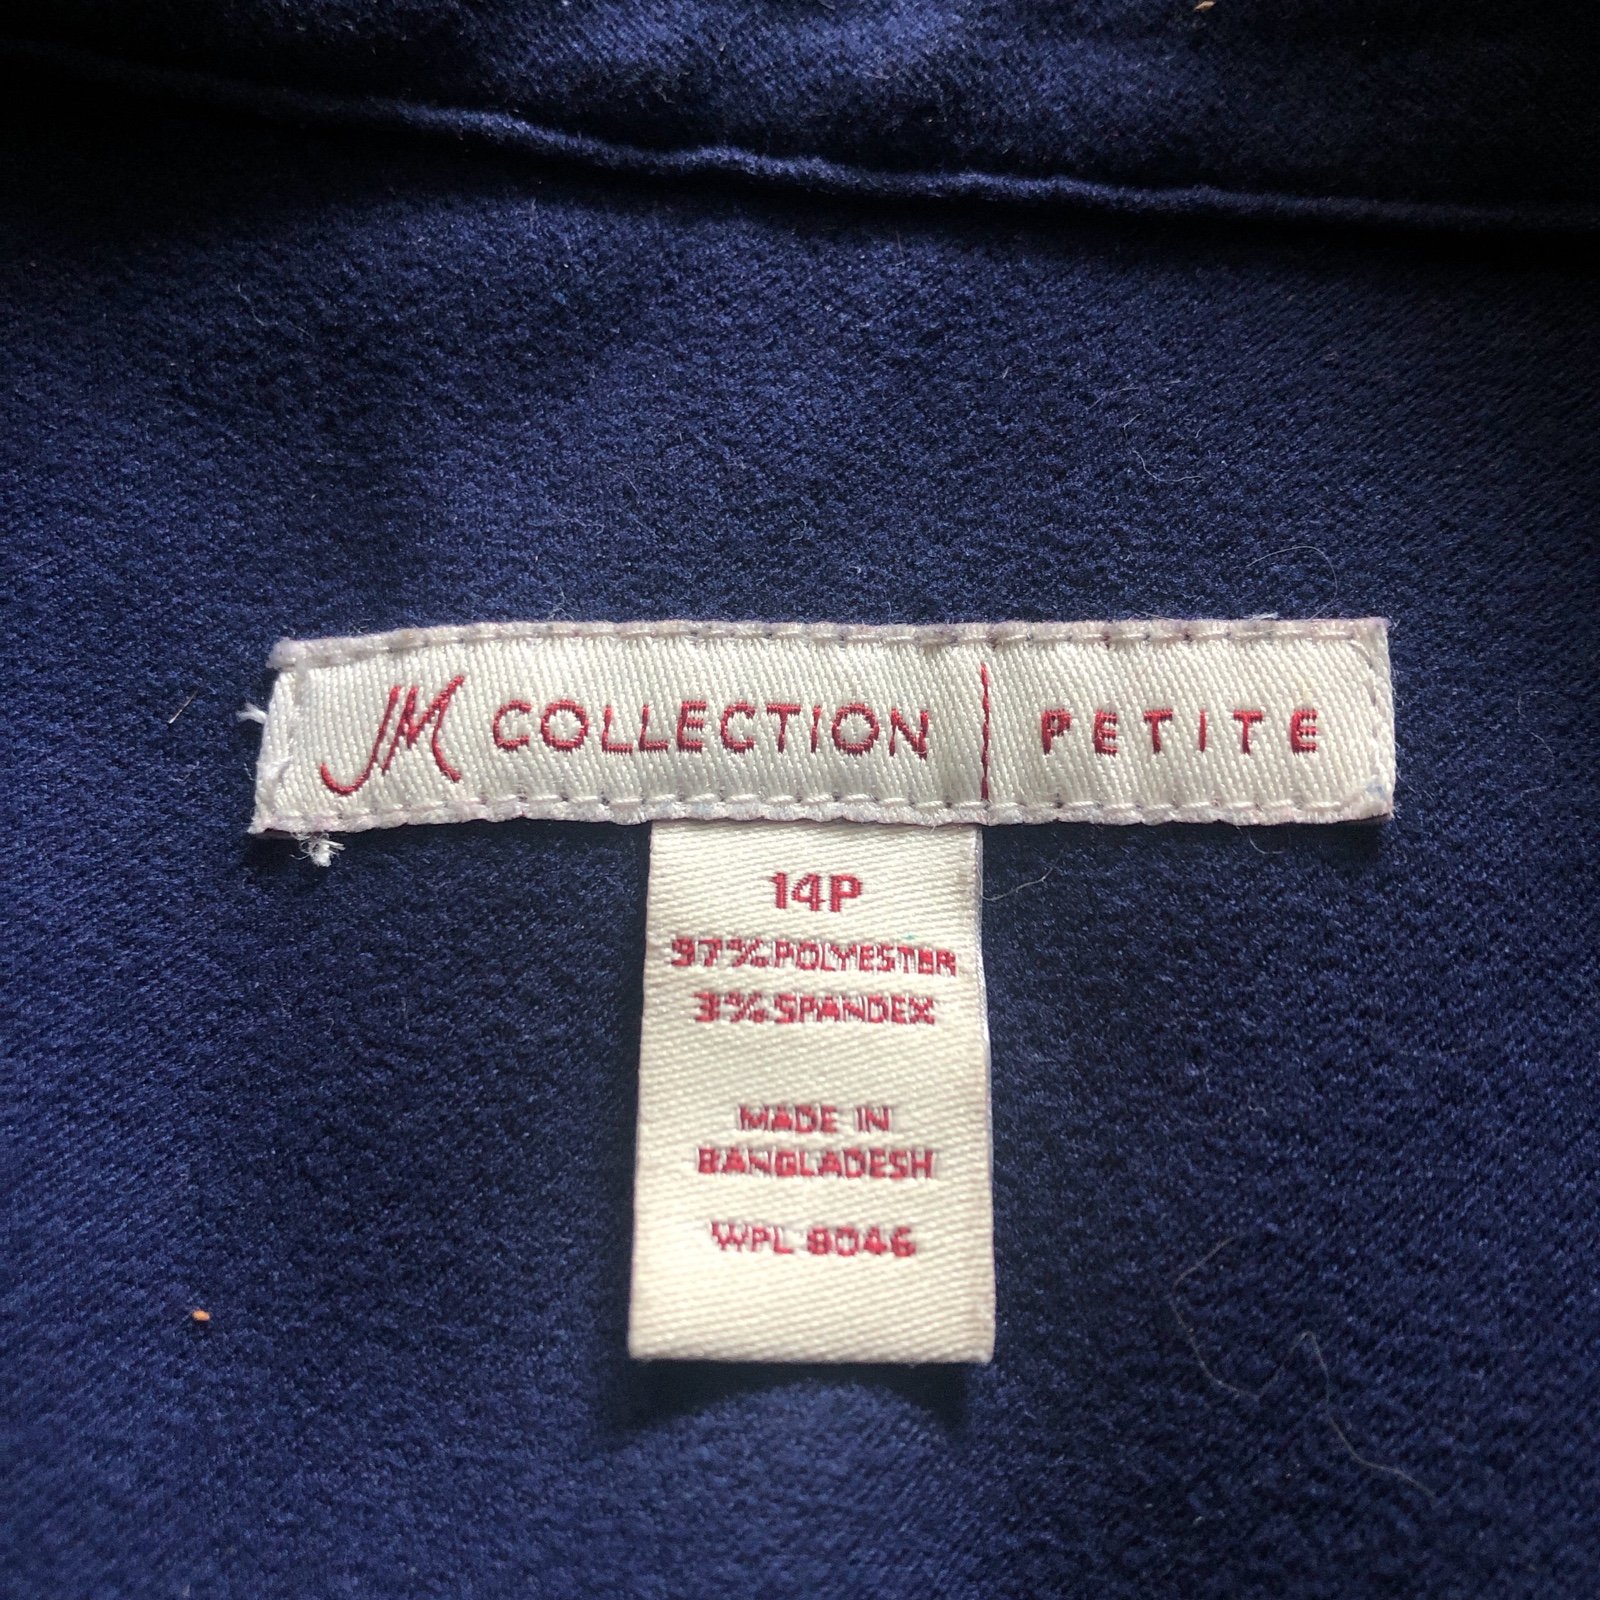 JM COLLECTION | PETITE
14P
97% POLYESTER
3% SPANDEX
MADE IN
BANGLADESH
WPL 8046